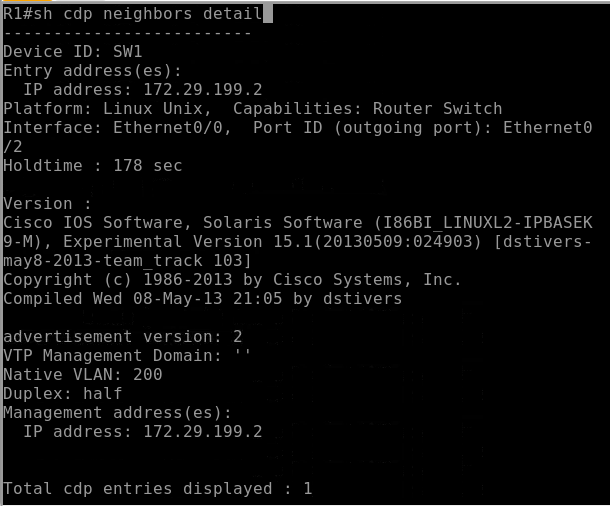 R1#sh cdp neighbors detail
-------------------------
Device ID: SW1
Entry address(es):
  IP address: 172.29.199.2
Platform: Linux Unix,  Capabilities: Router Switch
Interface: Ethernet0/0,  Port ID (outgoing port): Ethernet0
/2
Holdtime : 178 sec

Version :
Cisco IOS Software, Solaris Software (I86BI_LINUXL2-IPBASEK
9-M), Experimental Version 15.1(20130509:024903) [dstivers-
may8-2013-team_track 103]
Copyright (c) 1986-2013 by Cisco Systems, Inc.
Compiled Wed 08-May-13 21:05 by dstivers

advertisement version: 2
VTP Management Domain: ''
Native VLAN: 200
Duplex: half
Management address(es):
  IP address: 172.29.199.2


Total cdp entries displayed : 1